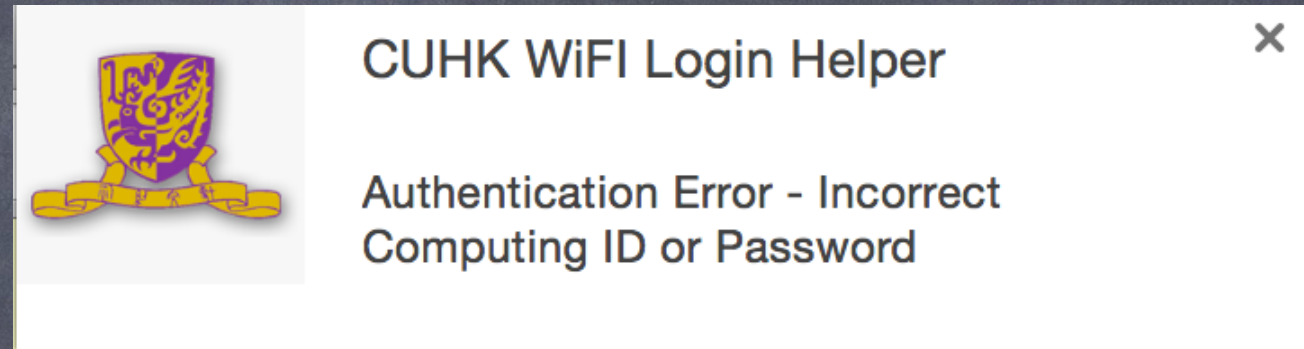 CUHK WiFI Login Helper
Authentication Error - Incorrect
Computing ID or Password